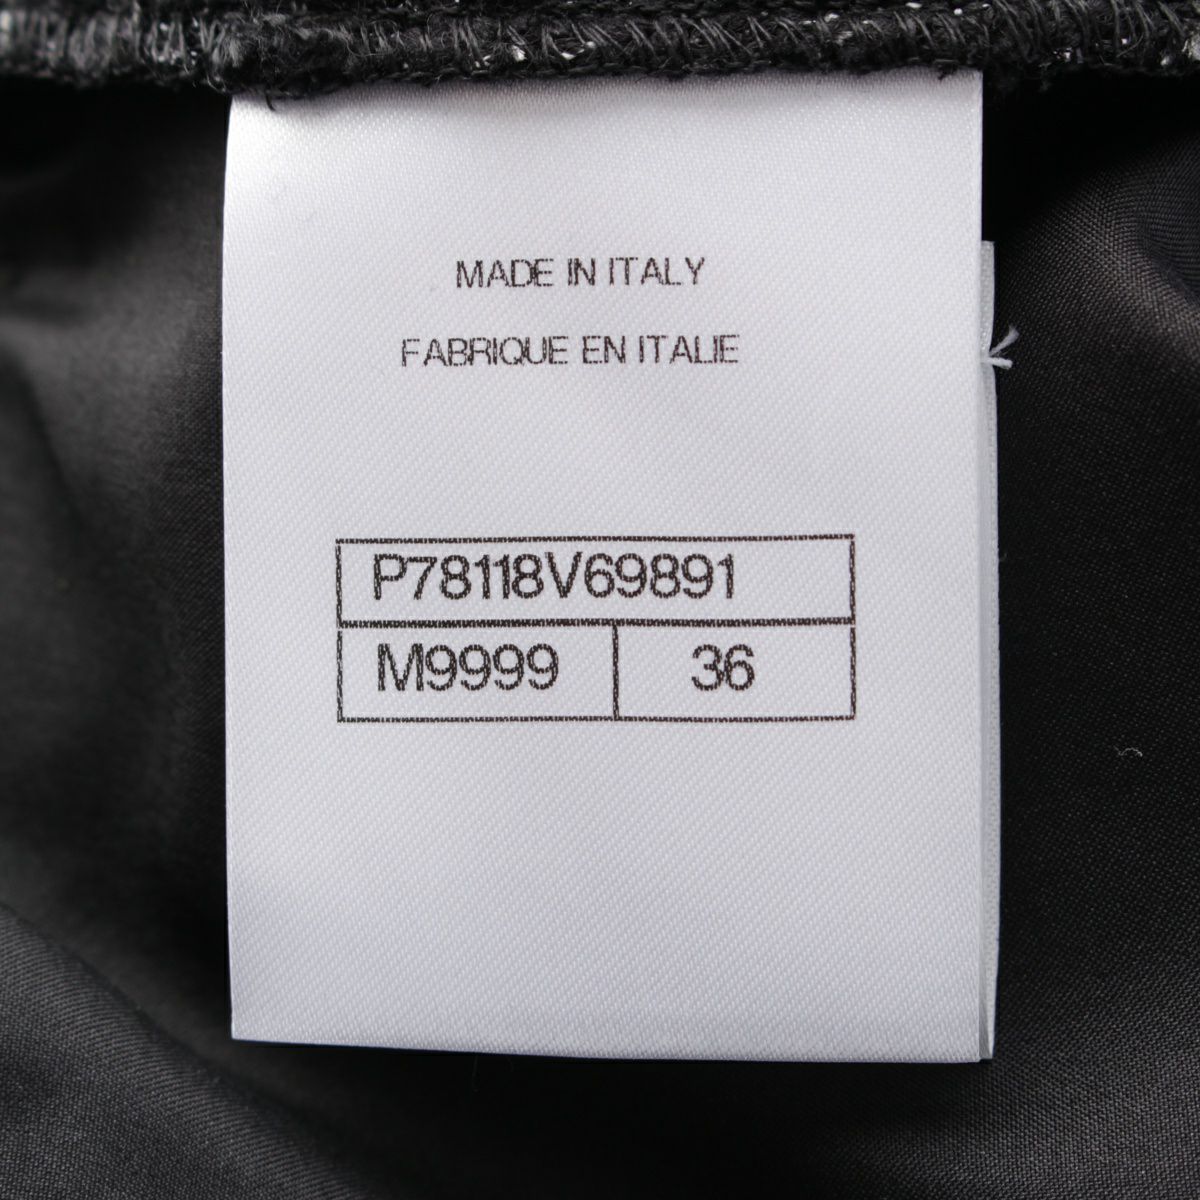 MADE IN ITALY
FABRIQUE EN ITALIE
P78118V69891
M9999 36